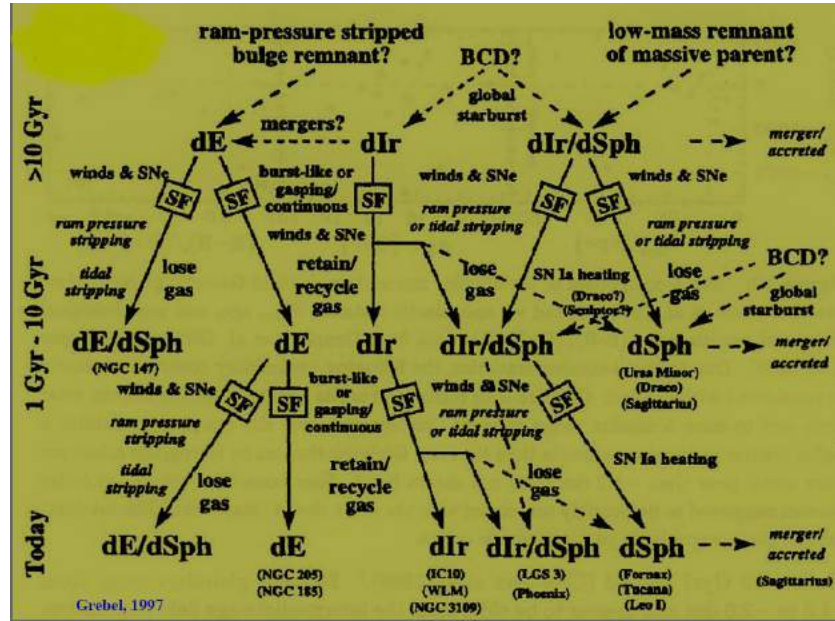 ram-pressure stripped
bulge remnant?
BCD?
low-mass remnant
of massive parent?
global
starburst
>10 Gyr
dE
mergers?
dIr
dIr/dSph
merger/
accreted
winds & SNe
SF
SF
burst-like or
gasping/
continuous
SF
winds & SNe
SF
SF
winds & SNe
ram pressure
stripping
winds & SNe
ram pressure
or tidal stripping
ram pressure
or tidal stripping
tidal
stripping
lose
gas
retain/
recycle
gas
lose
gas
SN Ia heating
(Draco?)
(Sculptor?)
lose
gas
BCD?
global
starburst
1 Gyr - 10 Gyr
dE/dSph
(NGC 147)
dE
dIr
dIr/dSph
dSph
(Ursa Minor)
(Draco)
(Sagittarius)
merger/
accreted
winds & SNe
SF
SF
burst-like
or
gasping/
continuous
SF
winds & SNe
SF
ram pressure
stripping
ram pressure
or tidal stripping
tidal
stripping
lose
gas
retain/
recycle
gas
lose
gas
SN Ia heating
Today
dE/dSph
dE
(NGC 205)
(NGC 185)
dIr
(IC10)
(WLM)
(NGC 3109)
dIr/dSph
(LGS 3)
(Phoenix)
dSph
(Fornax)
(Tucana)
(Leo I)
merger/
accreted
(Sagittarius)
Grebel, 1997